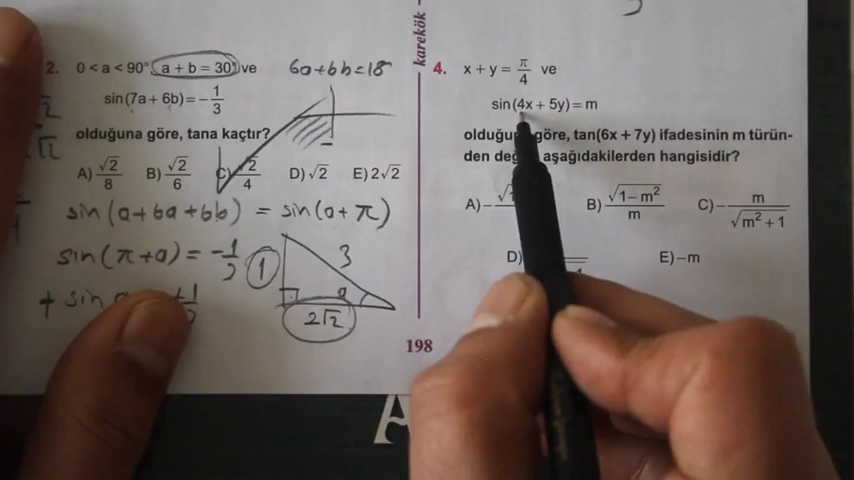 2. 0 < a < 90°, a + b = 30° ve
sin(7a + 6b) = -1/3
olduğuna göre, tana kaçtır?
A) √2/8 B) √2/6 C) √2/4 D) √2 E) 2√2
6a+6b=18
sin(a+6a+6b) = sin(a+π)
sin(π+a) = -1/3
+ sin
1
3
a
2√2
karekök
4. x + y = π/4 ve
sin(4x + 5y) = m
göre, tan(6x + 7y) ifadesinin m türün-
den aşağıdakilerden hangisidir?
A) - B) √(1-m²)/m C) - m/√(m²+1)
D) E) -m
198
A